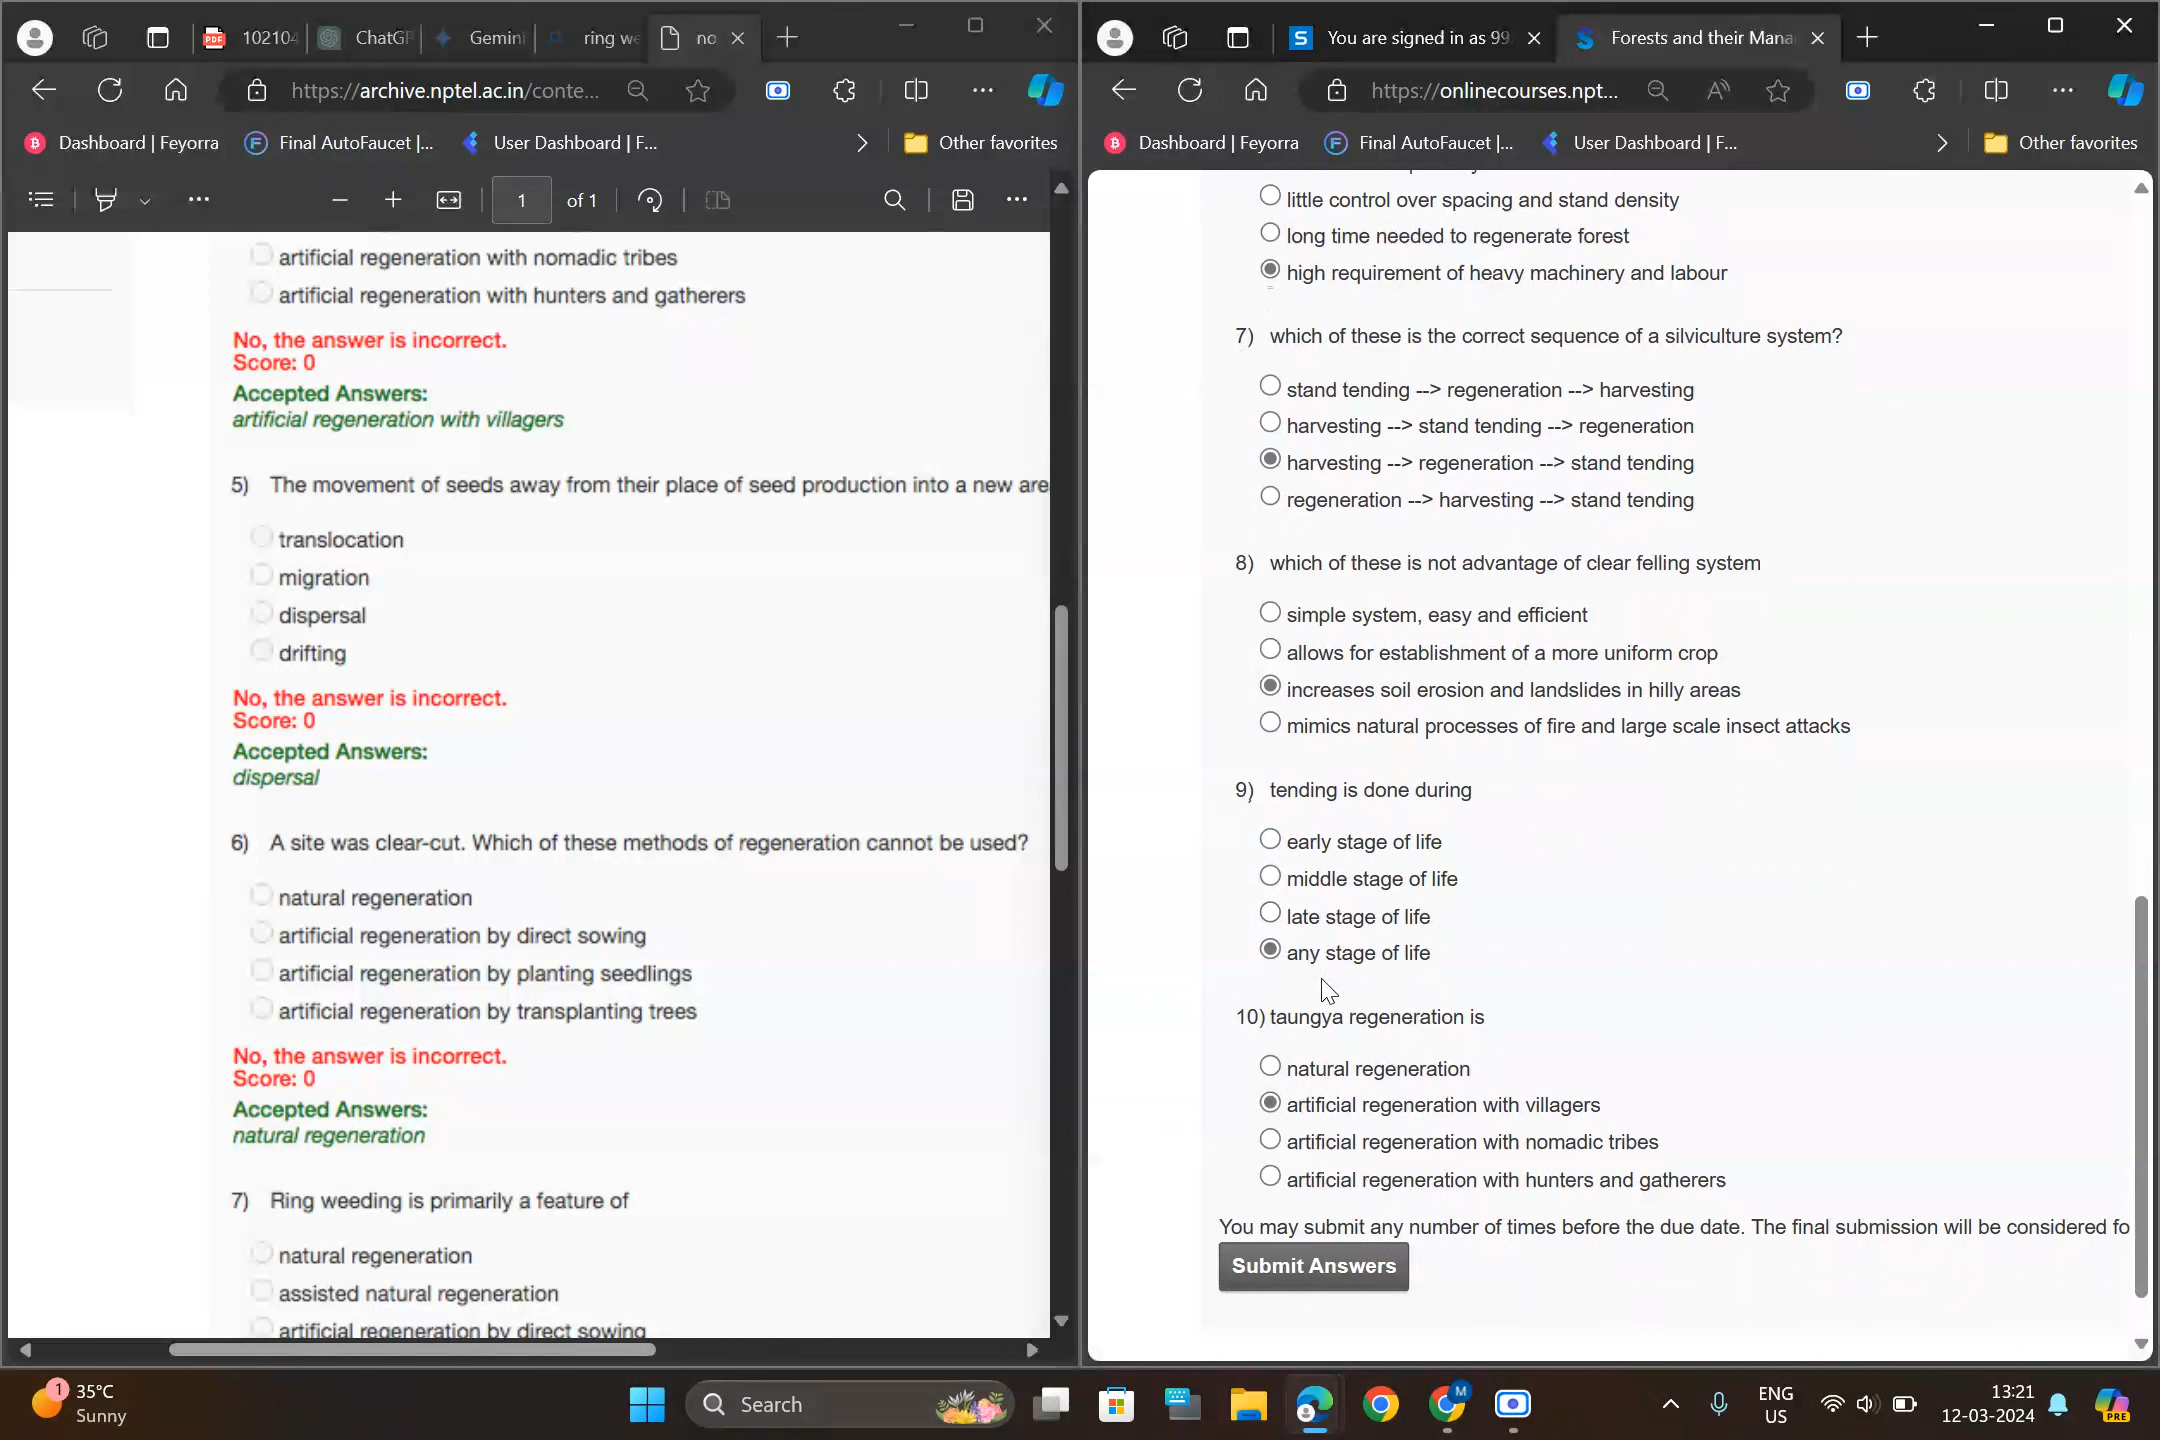 PDF
10210
ChatG
Gemini
ring we
no
https://archive.nptel.ac.in/conte...
Dashboard | Feyorra
Final AutoFaucet |...
User Dashboard | F...
Other favorites
1
of 1
artificial regeneration with nomadic tribes
artificial regeneration with hunters and gatherers
No, the answer is incorrect.
Score: 0
Accepted Answers:
artificial regeneration with villagers
5) The movement of seeds away from their place of seed production into a new are
translocation
migration
dispersal
drifting
No, the answer is incorrect.
Score: 0
Accepted Answers:
dispersal
6) A site was clear-cut. Which of these methods of regeneration cannot be used?
natural regeneration
artificial regeneration by direct sowing
artificial regeneration by planting seedlings
artificial regeneration by transplanting trees
No, the answer is incorrect.
Score: 0
Accepted Answers:
natural regeneration
7) Ring weeding is primarily a feature of
natural regeneration
assisted natural regeneration
artificial regeneration by direct sowing
S
You are signed in as 99
Forests and their Mana
https://onlinecourses.npt...
Dashboard | Feyorra
Final AutoFaucet |...
User Dashboard | F...
Other favorites
little control over spacing and stand density
long time needed to regenerate forest
high requirement of heavy machinery and labour
7) which of these is the correct sequence of a silviculture system?
stand tending --> regeneration --> harvesting
harvesting --> stand tending --> regeneration
harvesting --> regeneration --> stand tending
regeneration --> harvesting --> stand tending
8) which of these is not advantage of clear felling system
simple system, easy and efficient
allows for establishment of a more uniform crop
increases soil erosion and landslides in hilly areas
mimics natural processes of fire and large scale insect attacks
9) tending is done during
early stage of life
middle stage of life
late stage of life
any stage of life
10) taungya regeneration is
natural regeneration
artificial regeneration with villagers
artificial regeneration with nomadic tribes
artificial regeneration with hunters and gatherers
You may submit any number of times before the due date. The final submission will be considered fo
Submit Answers
1
35°C
Sunny
Search
M
ENG
US
13:21
12-03-2024
PRE